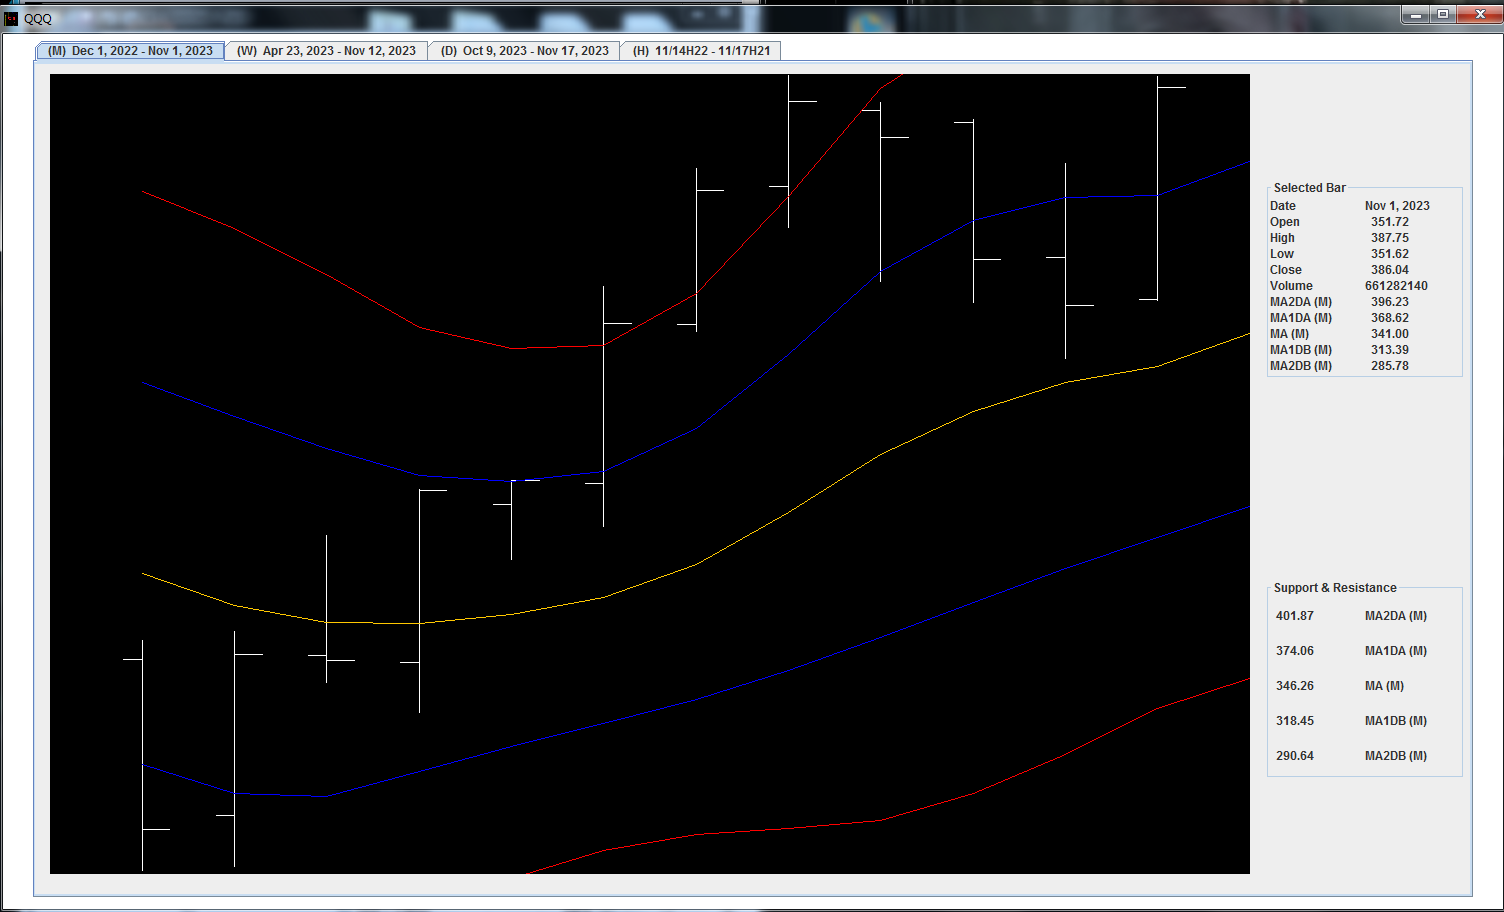 QQQ
(M) Dec 1, 2022 - Nov 1, 2023
(W) Apr 23, 2023 - Nov 12, 2023
(D) Oct 9, 2023 - Nov 17, 2023
(H) 11/14H22 - 11/17H21
Selected Bar
Date Nov 1, 2023
Open 351.72
High 387.75
Low 351.62
Close 386.04
Volume 661282140
MA2DA (M) 396.23
MA1DA (M) 368.62
MA (M) 341.00
MA1DB (M) 313.39
MA2DB (M) 285.78
Support & Resistance
401.87 MA2DA (M)
374.06 MA1DA (M)
346.26 MA (M)
318.45 MA1DB (M)
290.64 MA2DB (M)